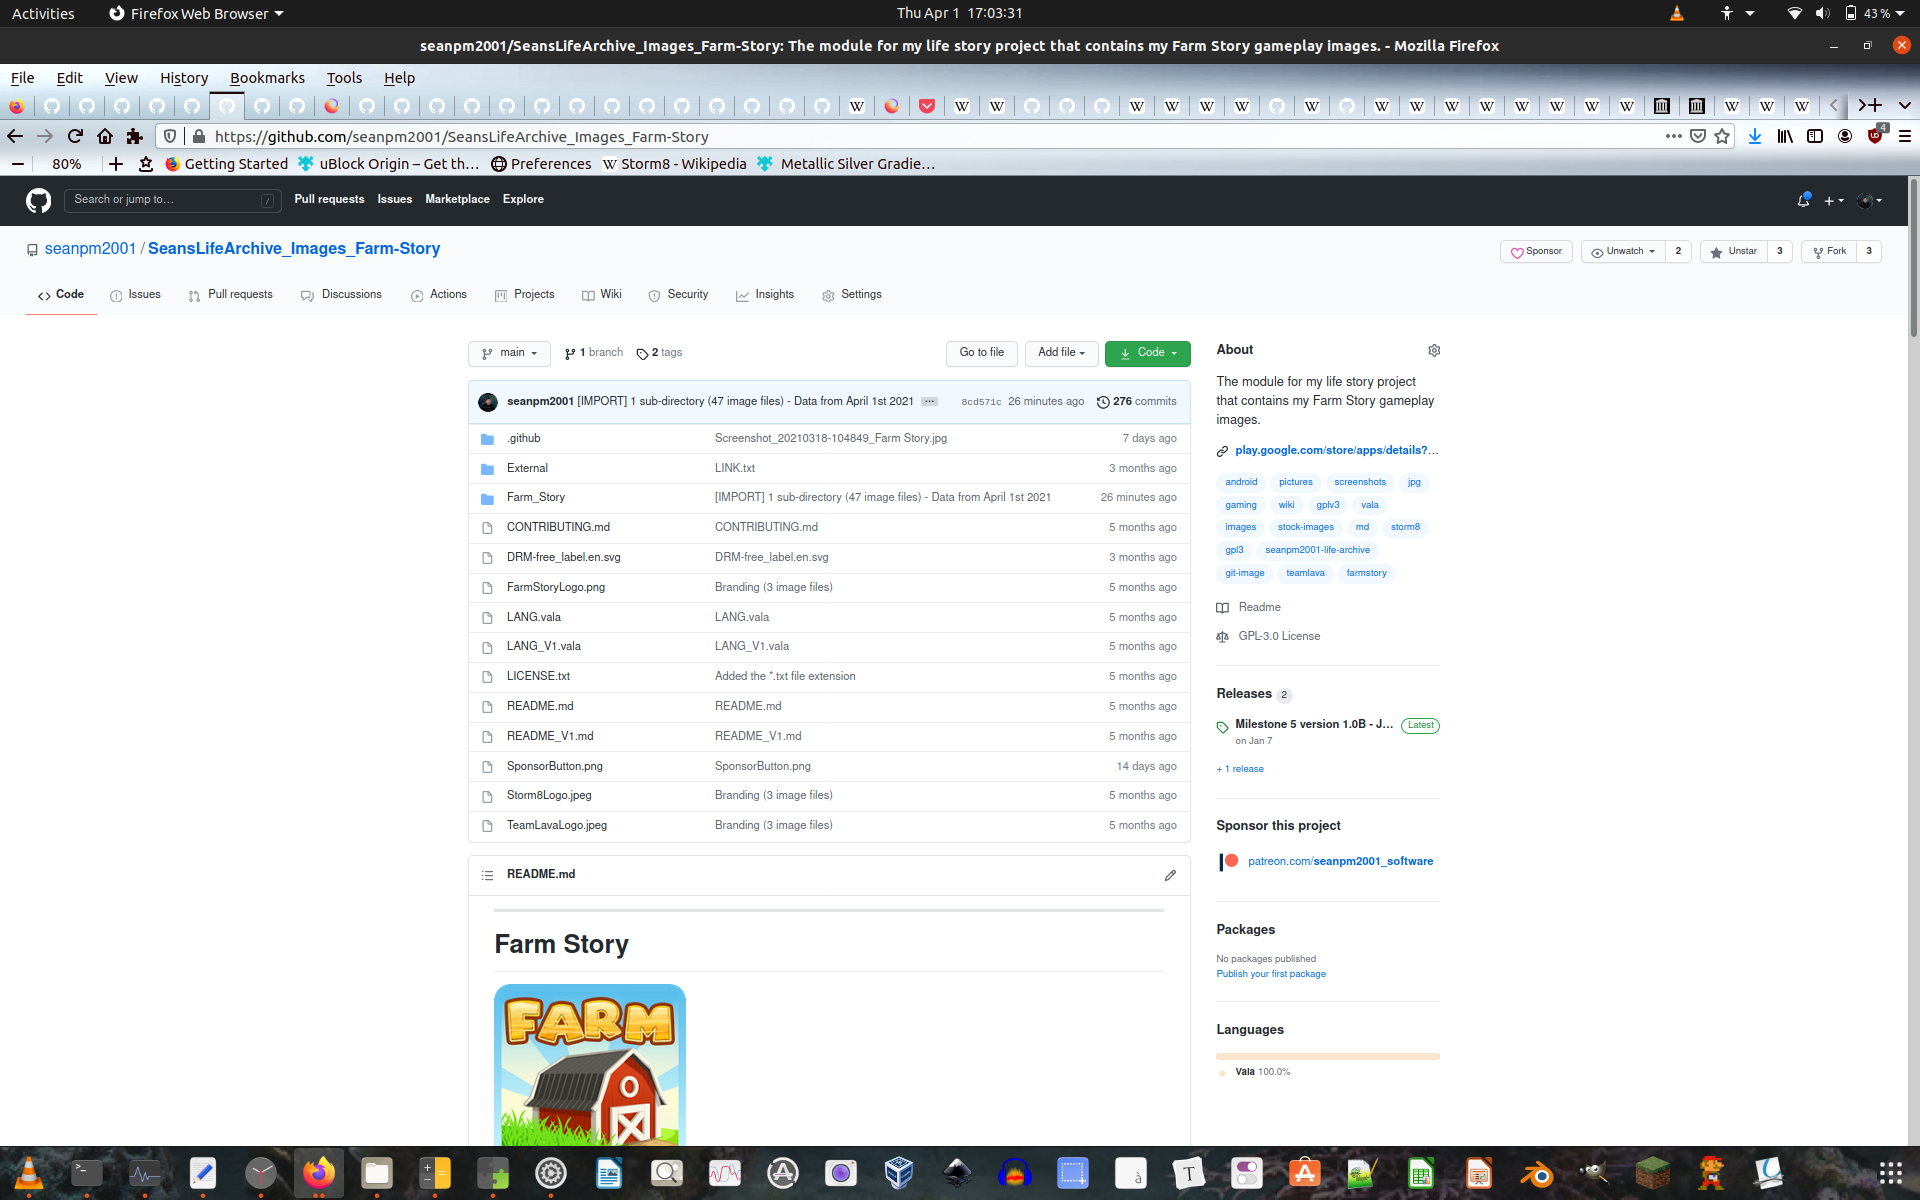 Activities
Firefox Web Browser
Thu Apr 1 17:03:31
43 %
seanpm2001/SeansLifeArchive_Images_Farm-Story: The module for my life story project that contains my Farm Story gameplay images. - Mozilla Firefox
File Edit View History Bookmarks Tools Help
https://github.com/seanpm2001/SeansLifeArchive_Images_Farm-Story
4
80%
Getting Started
uBlock Origin – Get th…
Preferences
Storm8 - Wikipedia
Metallic Silver Gradie…
Search or jump to…
/
Pull requests Issues Marketplace Explore
seanpm2001 / SeansLifeArchive_Images_Farm-Story
Sponsor
Unwatch 2
Unstar 3
Fork 3
Code Issues Pull requests Discussions Actions Projects Wiki Security Insights Settings
main
1 branch
2 tags
Go to file
Add file
Code
seanpm2001 [IMPORT] 1 sub-directory (47 image files) - Data from April 1st 2021 8cd571c 26 minutes ago 276 commits
.github Screenshot_20210318-104849_Farm Story.jpg 7 days ago
External LINK.txt 3 months ago
Farm_Story [IMPORT] 1 sub-directory (47 image files) - Data from April 1st 2021 26 minutes ago
CONTRIBUTING.md CONTRIBUTING.md 5 months ago
DRM-free_label.en.svg DRM-free_label.en.svg 3 months ago
FarmStoryLogo.png Branding (3 image files) 5 months ago
LANG.vala LANG.vala 5 months ago
LANG_V1.vala LANG_V1.vala 5 months ago
LICENSE.txt Added the *.txt file extension 5 months ago
README.md README.md 5 months ago
README_V1.md README_V1.md 5 months ago
SponsorButton.png SponsorButton.png 14 days ago
Storm8Logo.jpeg Branding (3 image files) 5 months ago
TeamLavaLogo.jpeg Branding (3 image files) 5 months ago
README.md
Farm Story
FARM
About
The module for my life story project
that contains my Farm Story gameplay
images.
play.google.com/store/apps/details?…
android pictures screenshots jpg
gaming wiki gplv3 vala
images stock-images md storm8
gpl3 seanpm2001-life-archive
git-image teamlava farmstory
Readme
GPL-3.0 License
Releases 2
Milestone 5 version 1.0B - J… Latest
on Jan 7
+ 1 release
Sponsor this project
patreon.com/seanpm2001_software
Packages
No packages published
Publish your first package
Languages
Vala 100.0%